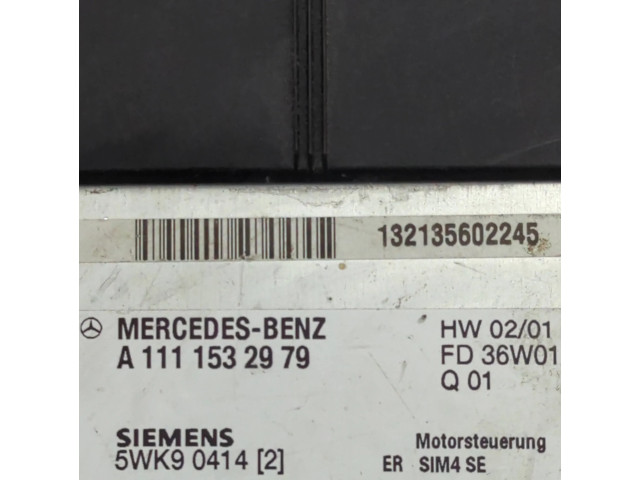 132135602245
MERCEDES-BENZ HW 02/01
A 111 153 29 79 FD 36W01
Q 01
SIEMENS Motorsteuerung
5WK9 0414 [2] ER SIM4 SE